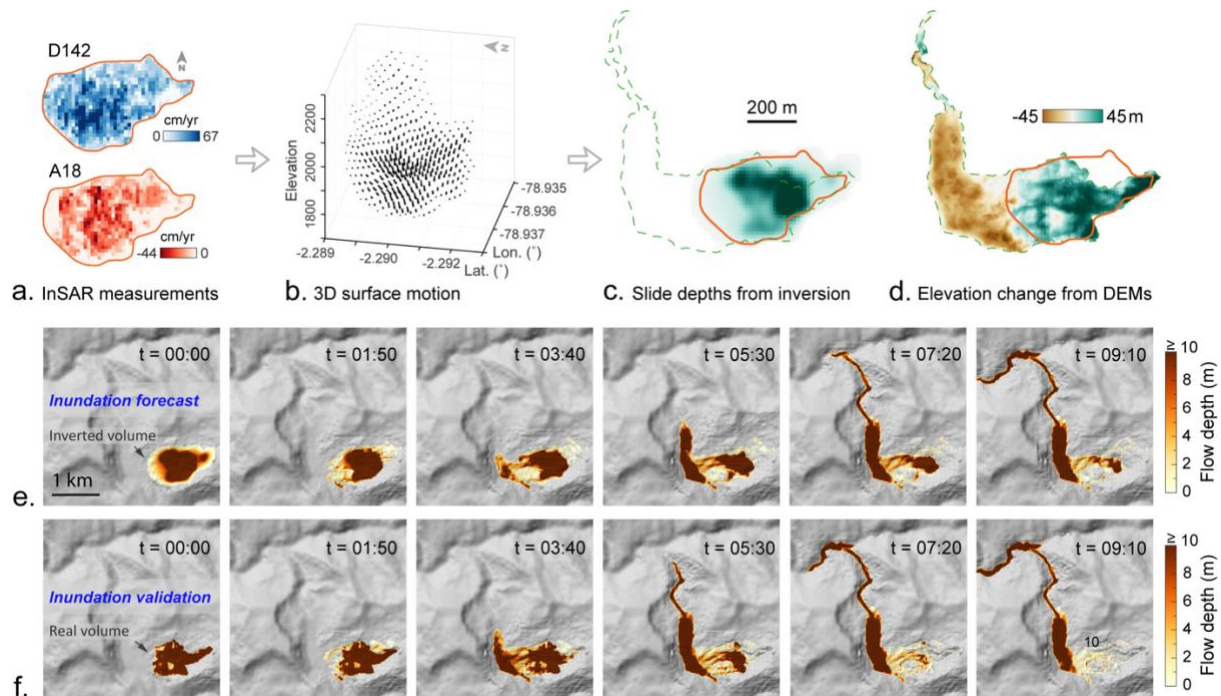 D142
N
cm/yr
0 67
A18
cm/yr
-44 0
a. InSAR measurements
N
Elevation
2200
2000
1800
-2.289
-2.290
-2.292
Lat. (°)
-78.935
-78.936
-78.937
Lon. (°)
b. 3D surface motion
200 m
c. Slide depths from inversion
-45 45 m
d. Elevation change from DEMs
t = 00:00
Inundation forecast
Inverted volume
1 km
t = 01:50
t = 03:40
t = 05:30
t = 07:20
t = 09:10
≥
10
8
6
4
2
0
Flow depth (m)
e.
t = 00:00
Inundation validation
Real volume
t = 01:50
t = 03:40
t = 05:30
t = 07:20
t = 09:10
10
≥
10
8
6
4
2
0
Flow depth (m)
f.